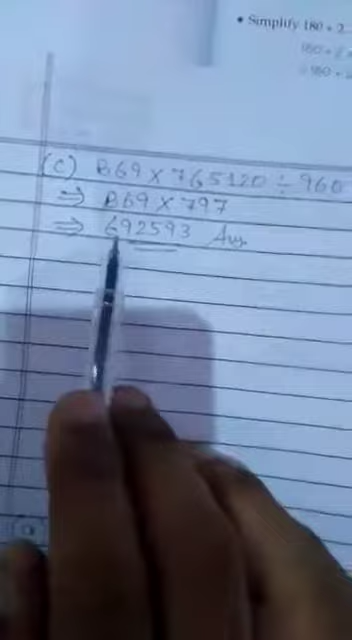 • Simplify 180 ÷ 2
(c) 869 x 765120 ÷ 960
⇒ 869 x 797
⇒ 692593 Ans.